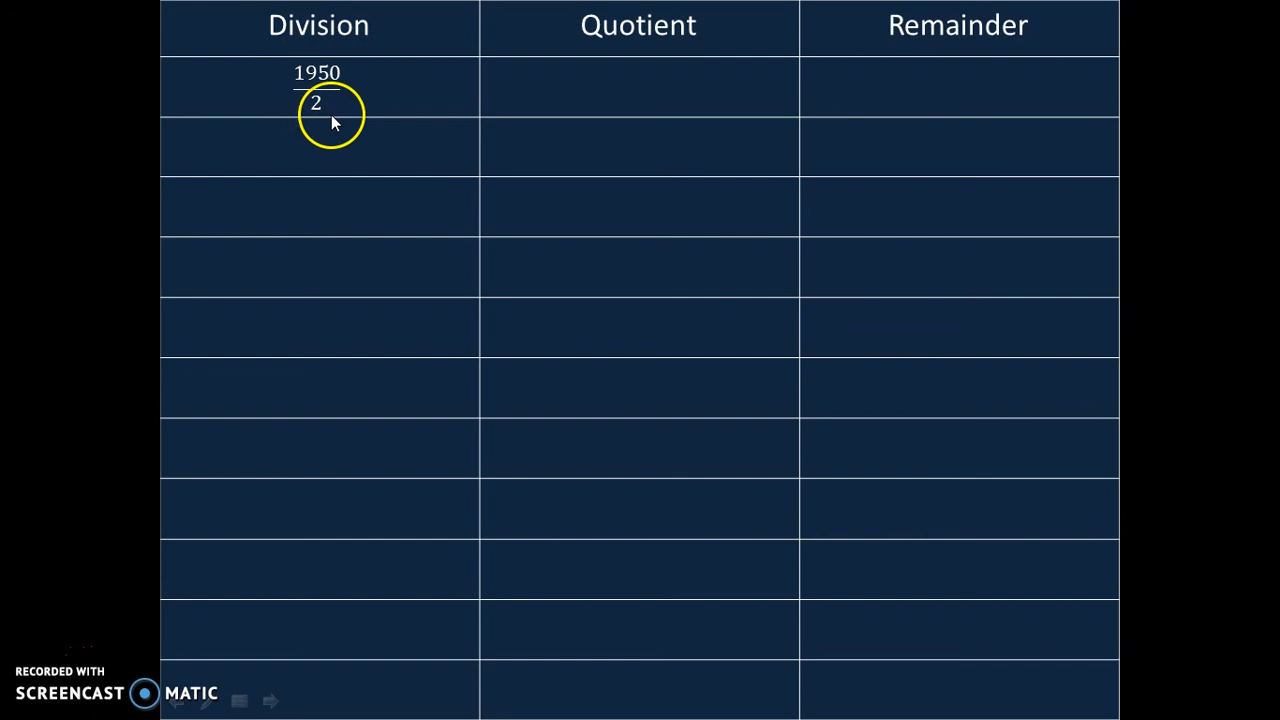 Division Quotient Remainder
1950
2
RECORDED WITH
SCREENCAST MATIC